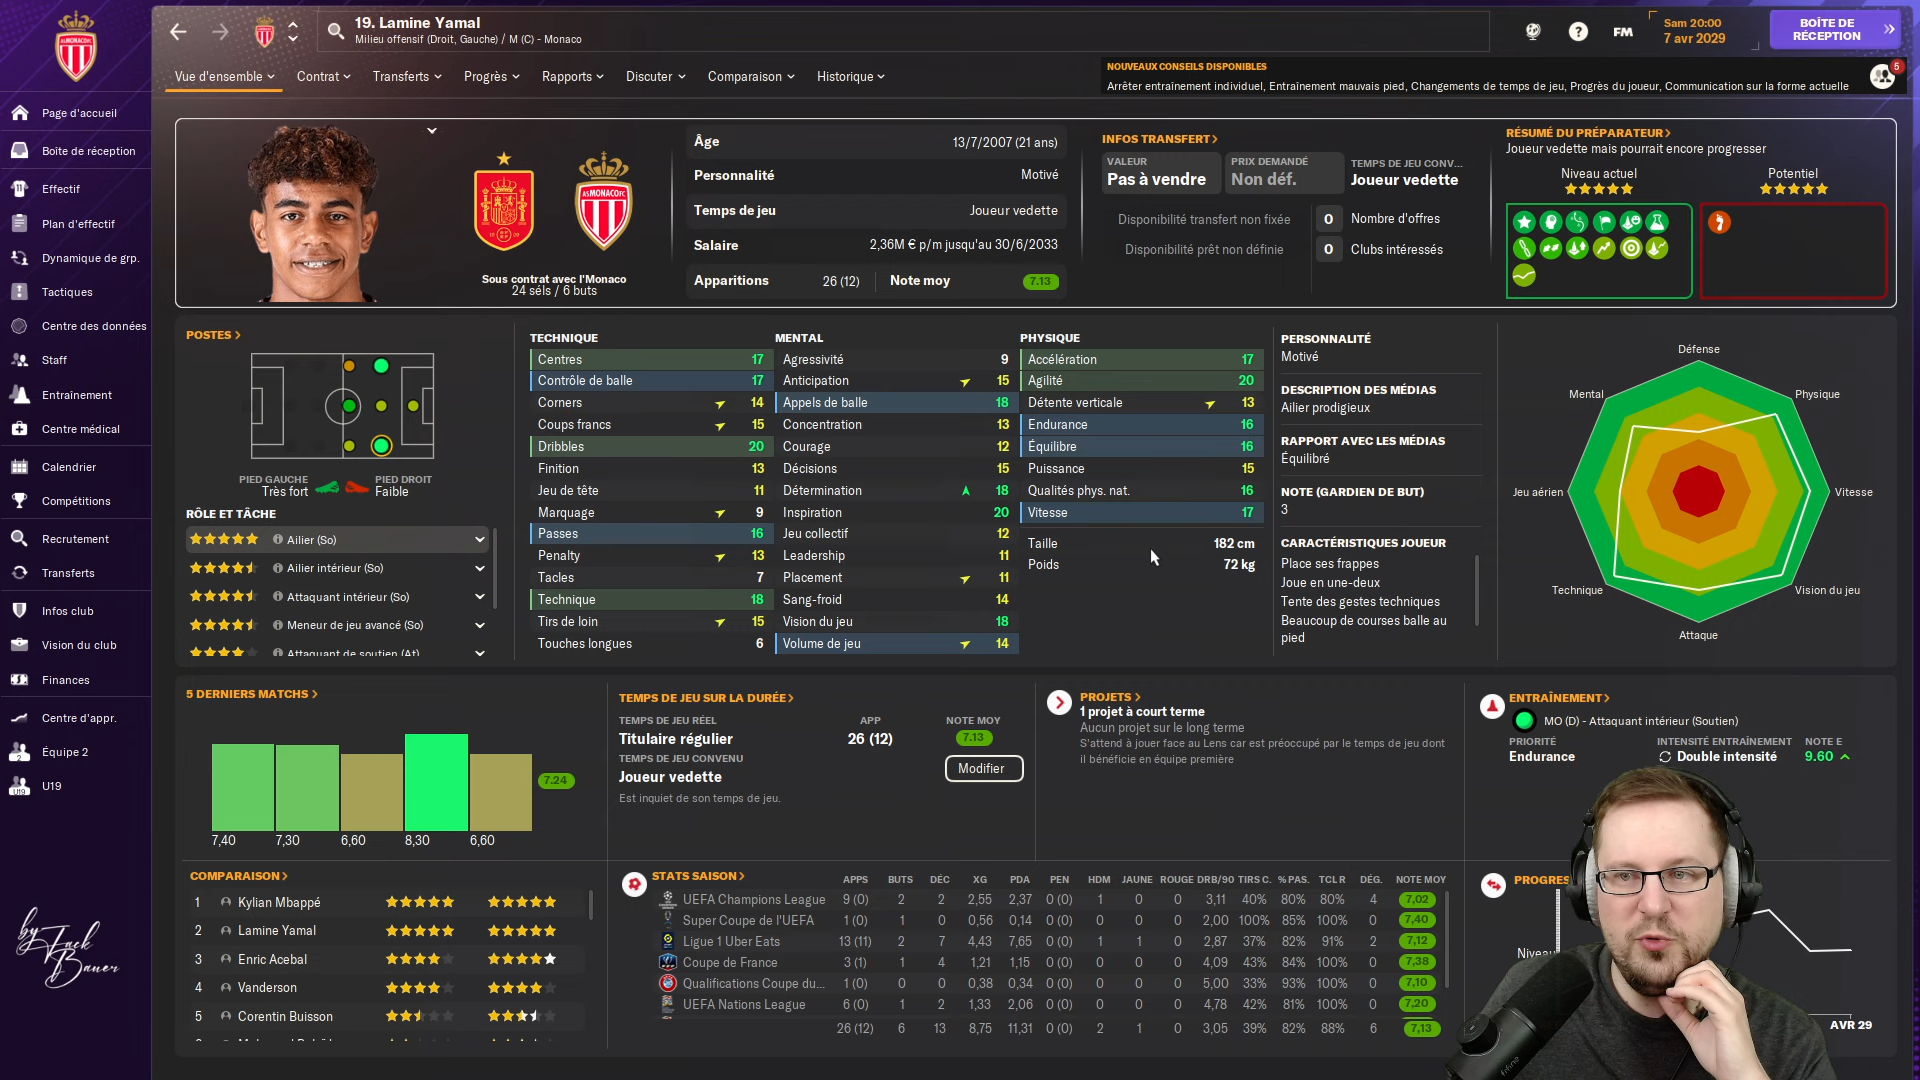 19. Lamine Yamal
Milieu offensif (Droit, Gauche) / M (C) - Monaco
FM
Sam 20:00
7 avr 2029
BOÎTE DE
RÉCEPTION
Vue d'ensemble
Contrat
Transferts
Progrès
Rapports
Discuter
Comparaison
Historique
NOUVEAUX CONSEILS DISPONIBLES
Arrêter entraînement individuel, Entraînement mauvais pied, Changements de temps de jeu, Progrès du joueur, Communication sur la forme actuelle
5
Page d'accueil
Boîte de réception
Effectif
Plan d'effectif
Dynamique de grp.
Tactiques
Centre des données
Staff
Entraînement
Centre médical
Calendrier
Compétitions
Recrutement
Transferts
Infos club
Vision du club
Finances
Centre d'appr.
Équipe 2
U19
by Zack
Bauer
Sous contrat avec l'Monaco
24 séls / 6 buts
Âge 13/7/2007 (21 ans)
Personnalité Motivé
Temps de jeu Joueur vedette
Salaire 2,36M € p/m jusqu'au 30/6/2033
Apparitions 26 (12) Note moy 7.13
INFOS TRANSFERT
VALEUR
Pas à vendre
PRIX DEMANDÉ
Non déf.
TEMPS DE JEU CONV...
Joueur vedette
Disponibilité transfert non fixée 0 Nombre d'offres
Disponibilité prêt non définie 0 Clubs intéressés
RÉSUMÉ DU PRÉPARATEUR
Joueur vedette mais pourrait encore progresser
Niveau actuel
Potentiel
POSTES
PIED GAUCHE
Très fort
PIED DROIT
Faible
RÔLE ET TÂCHE
Ailier (So)
Ailier intérieur (So)
Attaquant intérieur (So)
Meneur de jeu avancé (So)
Attaquant de soutien (At)
TECHNIQUE
Centres 17
Contrôle de balle 17
Corners 14
Coups francs 15
Dribbles 20
Finition 13
Jeu de tête 11
Marquage 9
Passes 16
Penalty 13
Tacles 7
Technique 18
Tirs de loin 15
Touches longues 6
MENTAL
Agressivité 9
Anticipation 15
Appels de balle 18
Concentration 13
Courage 12
Décisions 15
Détermination 18
Inspiration 20
Jeu collectif 12
Leadership 11
Placement 11
Sang-froid 14
Vision du jeu 18
Volume de jeu 14
PHYSIQUE
Accélération 17
Agilité 20
Détente verticale 13
Endurance 16
Équilibre 16
Puissance 15
Qualités phys. nat. 16
Vitesse 17
Taille 182 cm
Poids 72 kg
PERSONNALITÉ
Motivé
DESCRIPTION DES MÉDIAS
Ailier prodigieux
RAPPORT AVEC LES MÉDIAS
Équilibré
NOTE (GARDIEN DE BUT)
3
CARACTÉRISTIQUES JOUEUR
Place ses frappes
Joue en une-deux
Tente des gestes techniques
Beaucoup de courses balle au
pied
Défense
Mental
Physique
Jeu aérien
Vitesse
Technique
Vision du jeu
Attaque
5 DERNIERS MATCHS
7.24
7,40 7,30 6,60 8,30 6,60
TEMPS DE JEU SUR LA DURÉE
TEMPS DE JEU RÉEL APP NOTE MOY
Titulaire régulier 26 (12) 7.13
TEMPS DE JEU CONVENU
Joueur vedette
Modifier
Est inquiet de son temps de jeu.
PROJETS
1 projet à court terme
Aucun projet sur le long terme
S'attend à jouer face au Lens car est préoccupé par le temps de jeu dont
il bénéficie en équipe première
ENTRAÎNEMENT
MO (D) - Attaquant intérieur (Soutien)
PRIORITÉ INTENSITÉ ENTRAÎNEMENT NOTE E
Endurance Double intensité 9.60
COMPARAISON
1 Kylian Mbappé
2 Lamine Yamal
3 Enric Acebal
4 Vanderson
5 Corentin Buisson
STATS SAISON APPS BUTS DÉC XG PDA PEN HDM JAUNE ROUGE DRB/90 TIRS C. % PAS. TCL R DÉG. NOTE MOY
UEFA Champions League 9 (0) 2 2 2,55 2,37 0 (0) 1 0 0 3,11 40% 80% 80% 4 7,02
Super Coupe de l'UEFA 1 (0) 1 0 0,56 0,14 0 (0) 0 0 0 2,00 100% 85% 100% 0 7,40
Ligue 1 Uber Eats 13 (11) 2 7 4,43 7,65 0 (0) 1 1 0 2,87 37% 82% 91% 2 7,12
Coupe de France 3 (1) 1 4 1,21 1,15 0 (0) 0 0 0 4,09 43% 84% 100% 0 7,38
Qualifications Coupe du... 1 (0) 0 0 0,38 0,34 0 (0) 0 0 0 5,00 33% 93% 100% 0 7,10
UEFA Nations League 6 (0) 1 2 1,33 2,06 0 (0) 0 0 0 4,78 42% 81% 100% 0 7,20
26 (12) 6 13 8,75 11,31 0 (0) 2 1 0 3,05 39% 82% 88% 6 7,13
PROGRES
Niveau
AVR 29